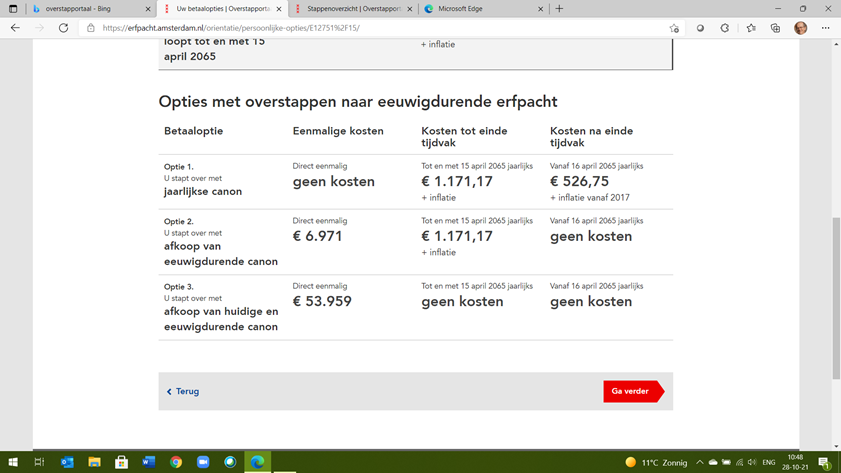 overstapportaal - Bing
Uw betaalopties | Overstapporta
Stappenoverzicht | Overstapport
Microsoft Edge
https://erfpacht.amsterdam.nl/orientatie/persoonlijke-opties/E12751%2F15/
loopt tot en met 15
april 2065
+ inflatie
Opties met overstappen naar eeuwigdurende erfpacht
Betaaloptie
Eenmalige kosten
Kosten tot einde
tijdvak
Kosten na einde
tijdvak
Optie 1.
U stapt over met
jaarlijkse canon
Direct eenmalig
geen kosten
Tot en met 15 april 2065 jaarlijks
€ 1.171,17
+ inflatie
Vanaf 16 april 2065 jaarlijks
€ 526,75
+ inflatie vanaf 2017
Optie 2.
U stapt over met
afkoop van
eeuwigdurende canon
Direct eenmalig
€ 6.971
Tot en met 15 april 2065 jaarlijks
€ 1.171,17
+ inflatie
Vanaf 16 april 2065 jaarlijks
geen kosten
Optie 3.
U stapt over met
afkoop van huidige en
eeuwigdurende canon
Direct eenmalig
€ 53.959
Tot en met 15 april 2065 jaarlijks
geen kosten
Vanaf 16 april 2065 jaarlijks
geen kosten
Terug
Ga verder
11°C Zonnig
ENG
10:48
28-10-21